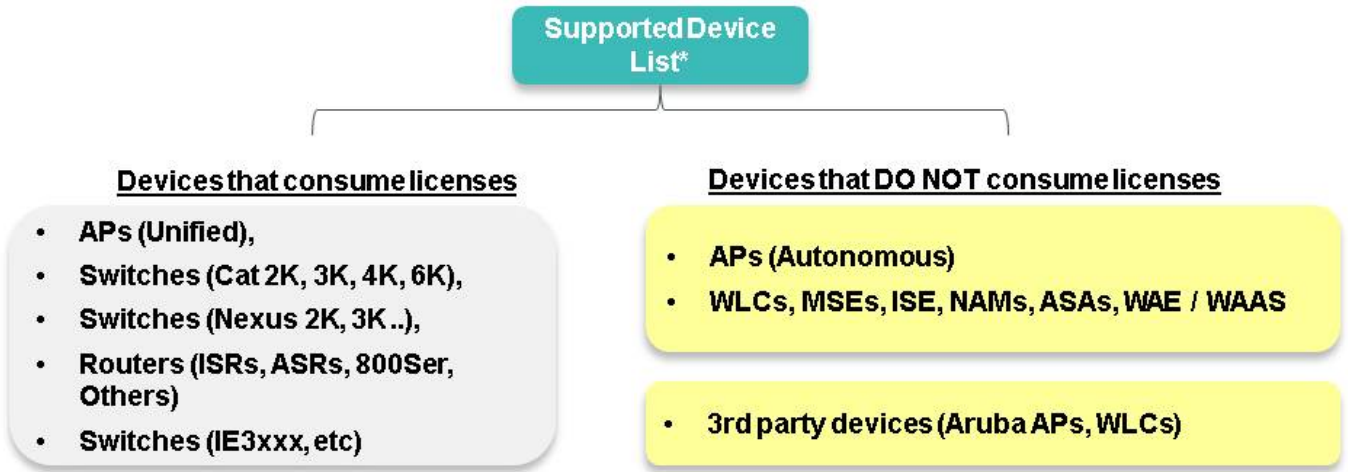 Supported Device
List*
Devices that consume licenses
• APs (Unified),
• Switches (Cat 2K, 3K, 4K, 6K),
• Switches (Nexus 2K, 3K..),
• Routers (ISRs, ASRs, 800Ser,
Others)
• Switches (IE3xxx, etc)
Devices that DO NOT consume licenses
• APs (Autonomous)
• WLCs, MSEs, ISE, NAMs, ASAs, WAE / WAAS
• 3rd party devices (Aruba APs, WLCs)